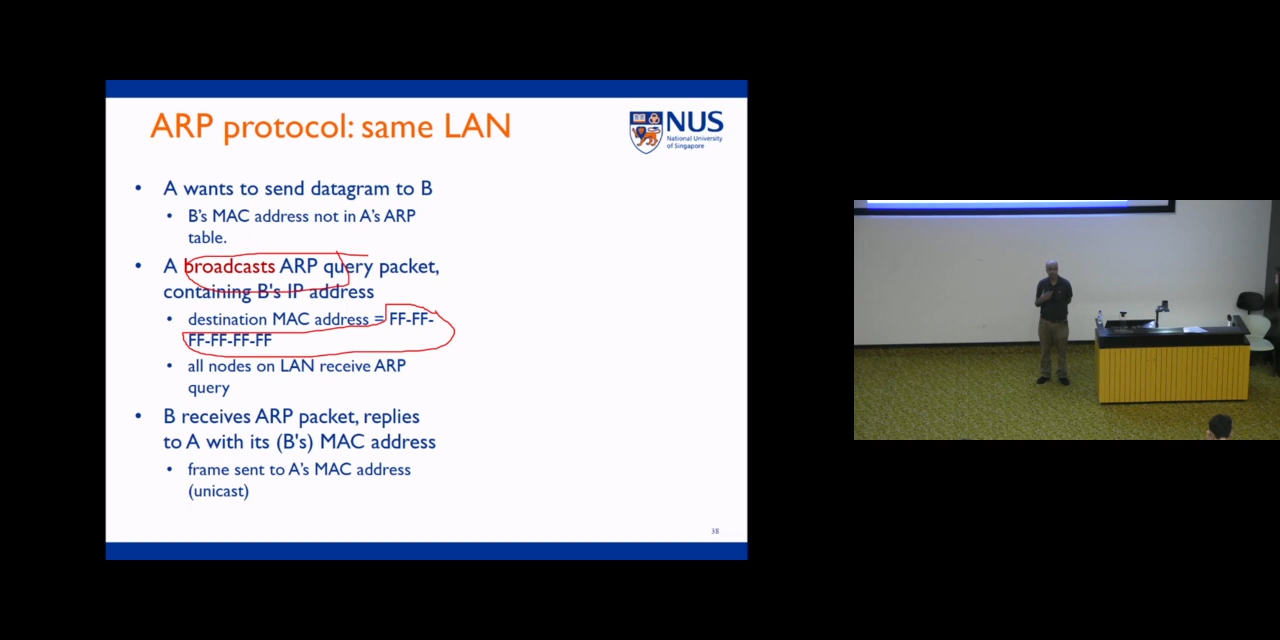 ARP protocol: same LAN
NUS
National University
of Singapore
• A wants to send datagram to B
• B's MAC address not in A's ARP
table.
• A broadcasts ARP query packet,
containing B's IP address
• destination MAC address = FF-FF-
FF-FF-FF-FF
• all nodes on LAN receive ARP
query
• B receives ARP packet, replies
to A with its (B's) MAC address
• frame sent to A's MAC address
(unicast)
38